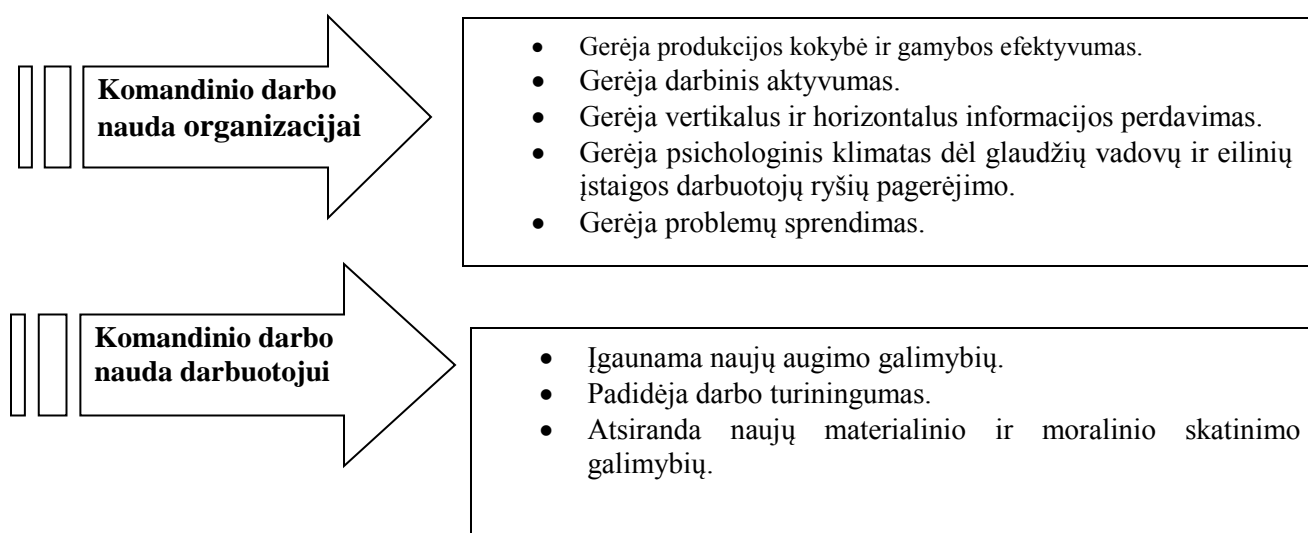 Komandinio darbo
nauda organizacijai
• Gerėja produkcijos kokybė ir gamybos efektyvumas.
• Gerėja darbinis aktyvumas.
• Gerėja vertikalus ir horizontalus informacijos perdavimas.
• Gerėja psichologinis klimatas dėl glaudžių vadovų ir eilinių
įstaigos darbuotojų ryšių pagerėjimo.
• Gerėja problemų sprendimas.
Komandinio darbo
nauda darbuotojui
• Įgaunama naujų augimo galimybių.
• Padidėja darbo turiningumas.
• Atsiranda naujų materialinio ir moralinio skatinimo
galimybių.